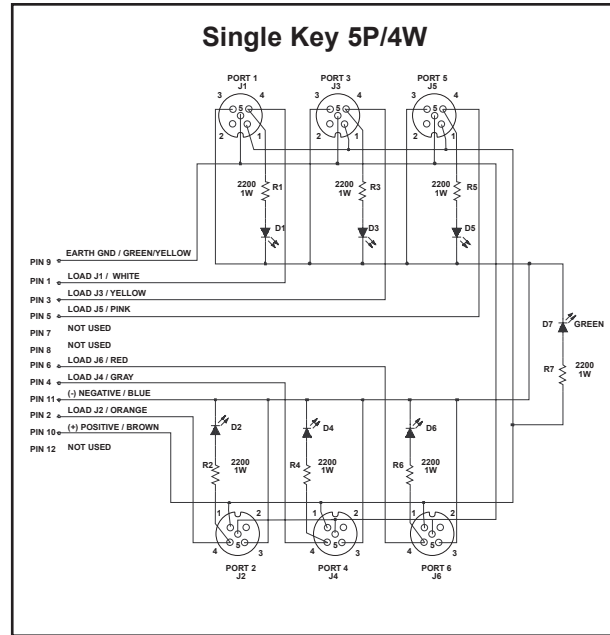 Single Key 5P/4W
PORT 1 PORT 3 PORT 5
J1 J3 J5
3 4 3 4 3 4
5 5 5
2 1 2 1 2 1
2200 R1 2200 R3 2200 R5
1W 1W 1W
D1 D3 D5
PIN 9 EARTH GND / GREEN/YELLOW
PIN 1 LOAD J1 / WHITE
PIN 3 LOAD J3 / YELLOW
PIN 5 LOAD J5 / PINK
PIN 7 NOT USED
PIN 8 NOT USED
PIN 6 LOAD J6 / RED
PIN 4 LOAD J4 / GRAY
PIN 11 (-) NEGATIVE / BLUE
PIN 2 LOAD J2 / ORANGE
PIN 10 (+) POSITIVE / BROWN
PIN 12 NOT USED
D7 GREEN
R7 2200
1W
D2 D4 D6
R2 2200 R4 2200 R6 2200
1W 1W 1W
1 2 1 2 1 2
4 5 3 4 5 3 4 5 3
PORT 2 PORT 4 PORT 6
J2 J4 J6